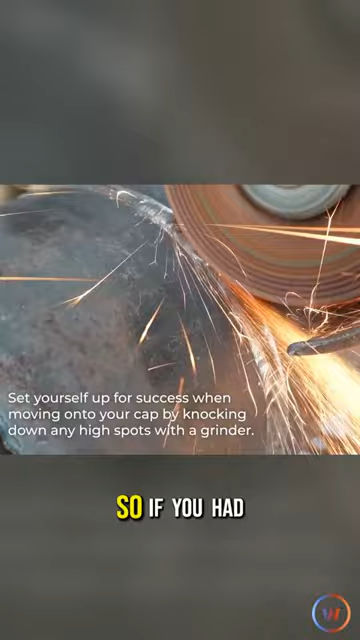 Set yourself up for success when
moving onto your cap by knocking
down any high spots with a grinder.
SO IF YOU HAD
W